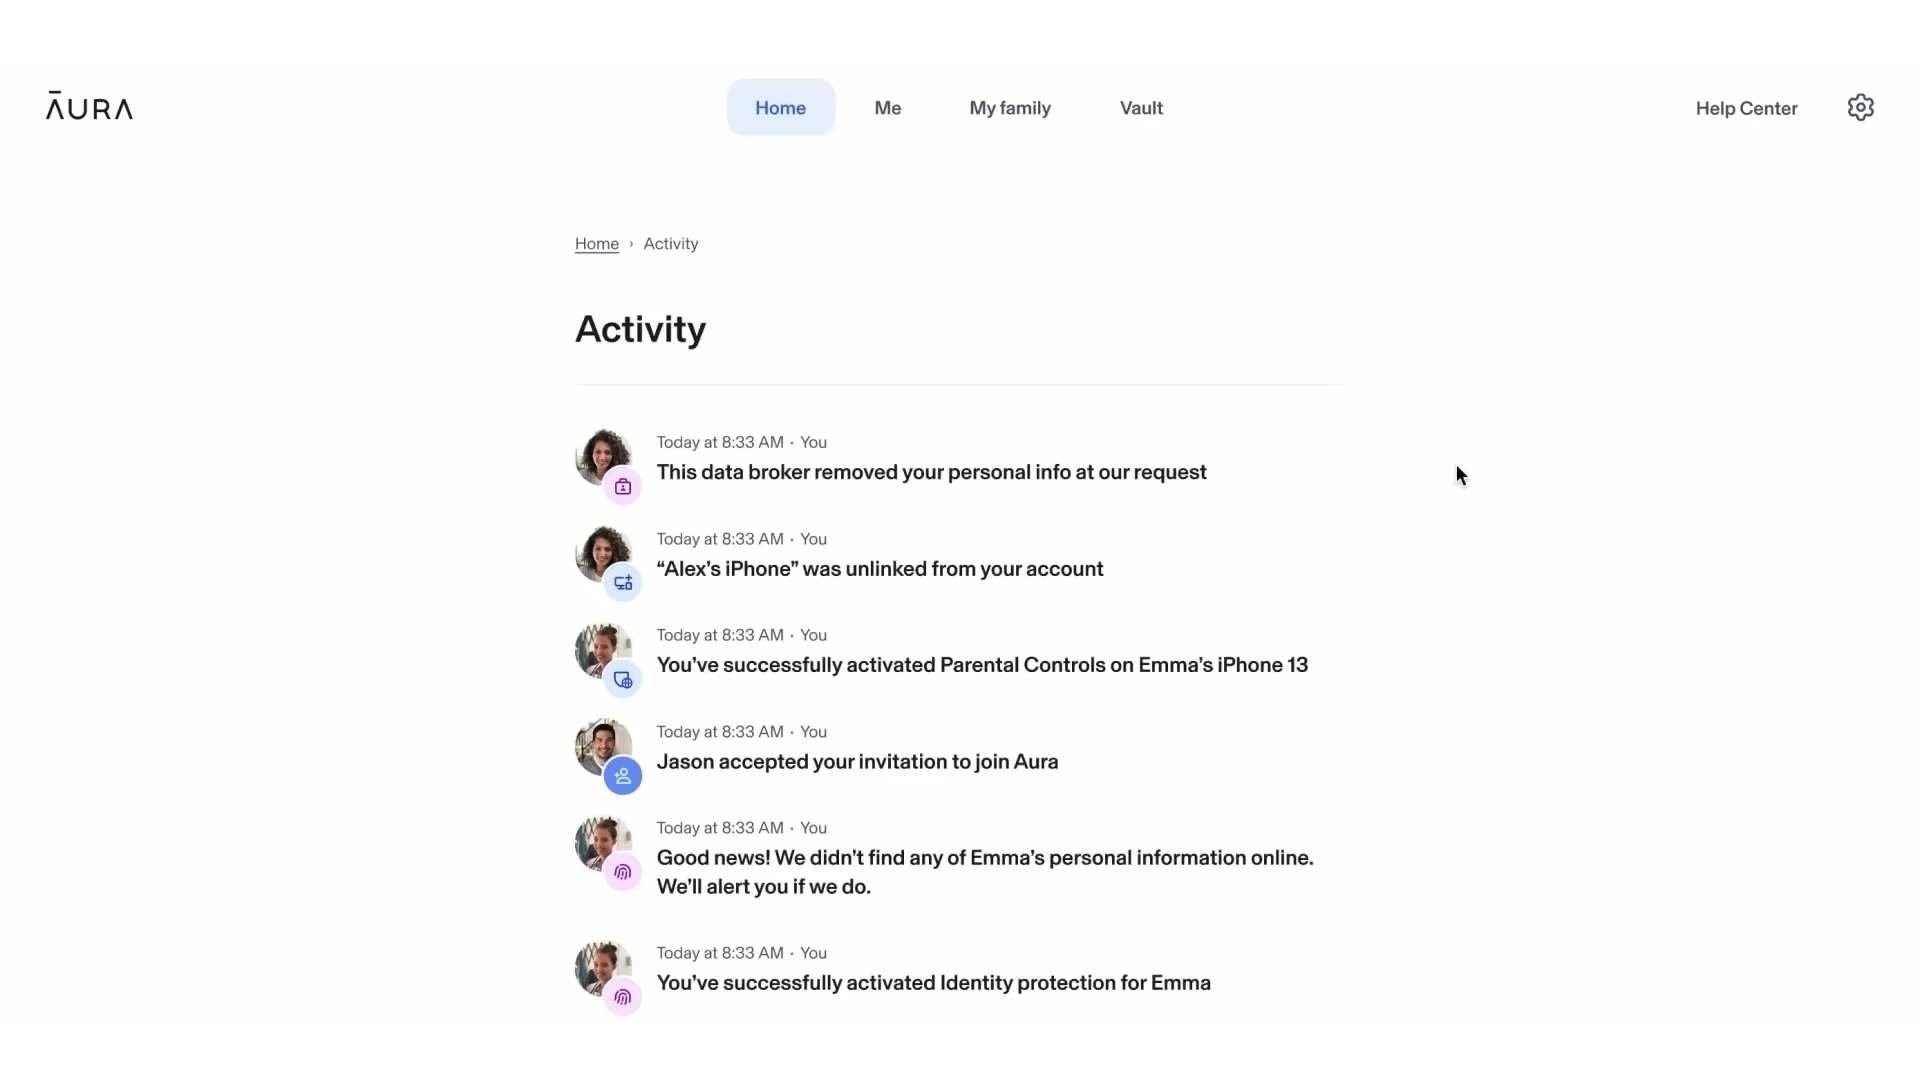 ĀURA
Home
Me
My family
Vault
Help Center
Home › Activity
Activity
Today at 8:33 AM · You
This data broker removed your personal info at our request
Today at 8:33 AM · You
“Alex’s iPhone” was unlinked from your account
Today at 8:33 AM · You
You’ve successfully activated Parental Controls on Emma’s iPhone 13
Today at 8:33 AM · You
Jason accepted your invitation to join Aura
Today at 8:33 AM · You
Good news! We didn’t find any of Emma’s personal information online.
We’ll alert you if we do.
Today at 8:33 AM · You
You’ve successfully activated Identity protection for Emma